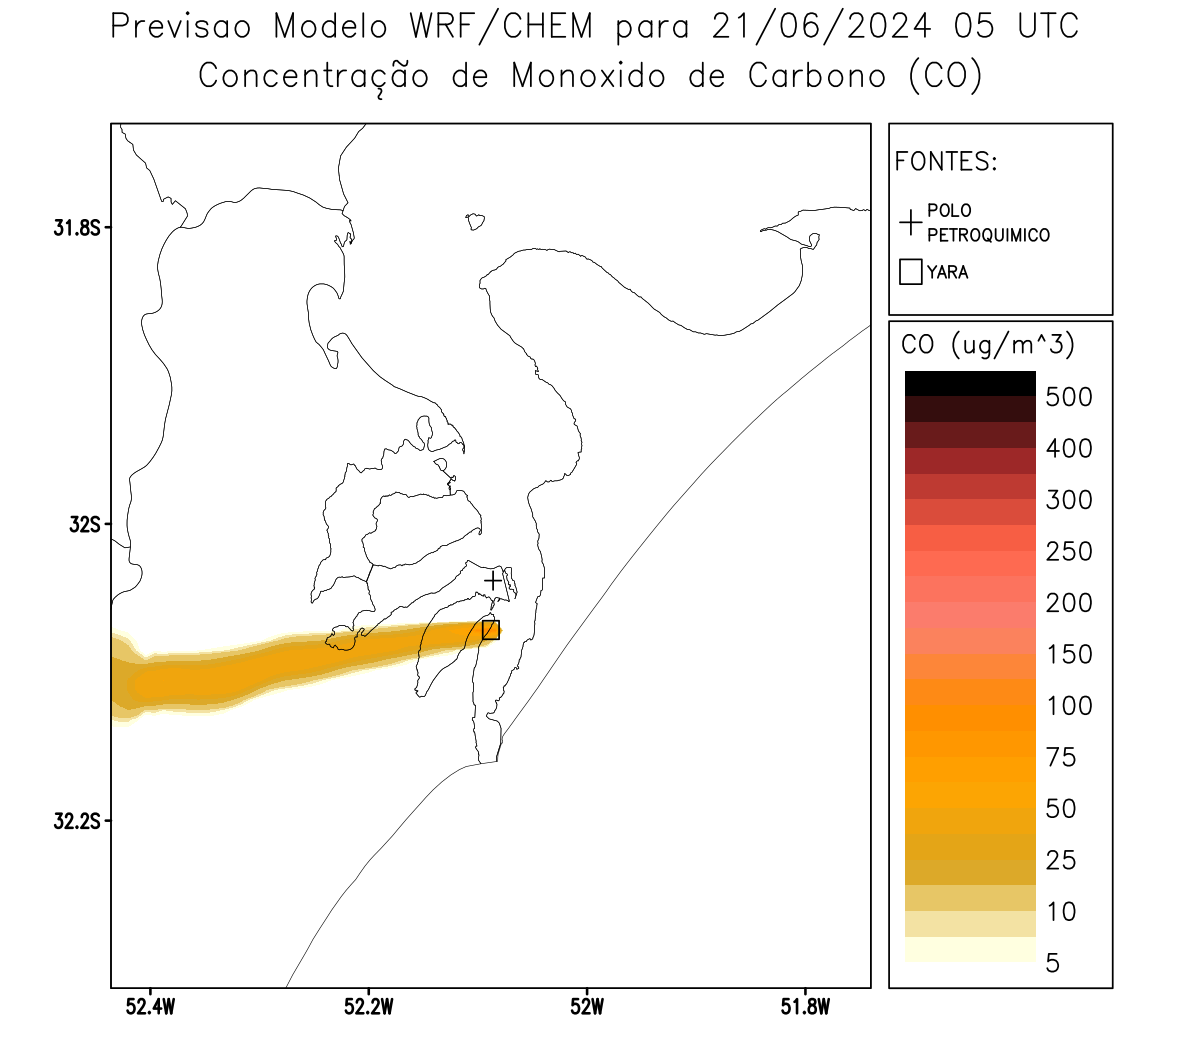 Previsao Modelo WRF/CHEM para 21/06/2024 05 UTC
Concentração de Monoxido de Carbono (CO)
FONTES:
POLO
PETROQUIMICO
YARA
CO (ug/m^3)
500
400
300
250
200
150
100
75
50
25
10
5
31.8S
32S
32.2S
52.4W
52.2W
52W
51.8W